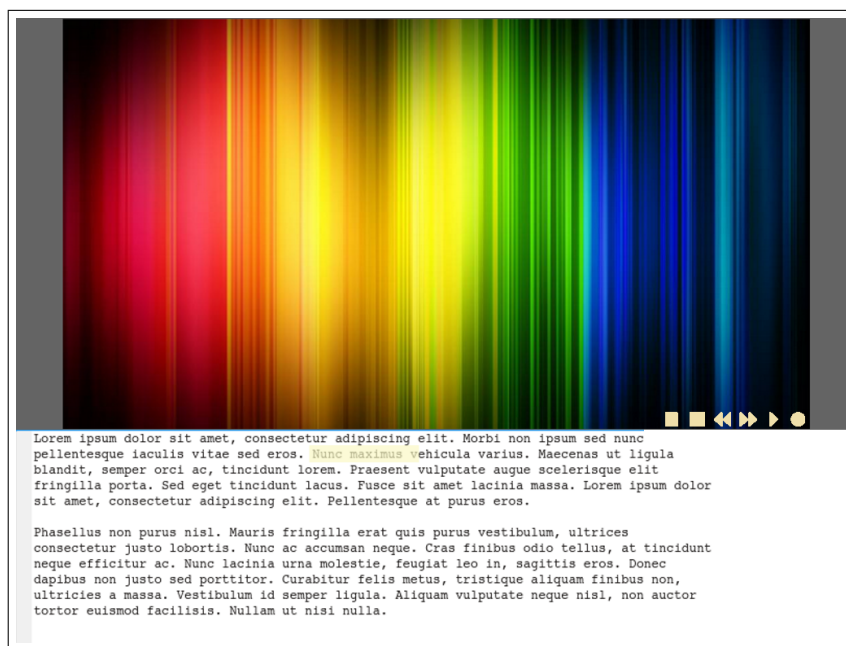 Lorem ipsum dolor sit amet, consectetur adipiscing elit. Morbi non ipsum sed nunc
pellentesque iaculis vitae sed eros. Nunc maximus vehicula varius. Maecenas ut ligula
blandit, semper orci ac, tincidunt lorem. Praesent vulputate augue scelerisque elit
fringilla porta. Sed eget tincidunt lacus. Fusce sit amet lacinia massa. Lorem ipsum dolor
sit amet, consectetur adipiscing elit. Pellentesque at purus eros.

Phasellus non purus nisl. Mauris fringilla erat quis purus vestibulum, ultrices
consectetur justo lobortis. Nunc ac accumsan neque. Cras finibus odio tellus, at tincidunt
neque efficitur ac. Nunc lacinia urna molestie, feugiat leo in, sagittis eros. Donec
dapibus non justo sed porttitor. Curabitur felis metus, tristique aliquam finibus non,
ultricies a massa. Vestibulum id semper ligula. Aliquam vulputate neque nisl, non auctor
tortor euismod facilisis. Nullam ut nisi nulla.